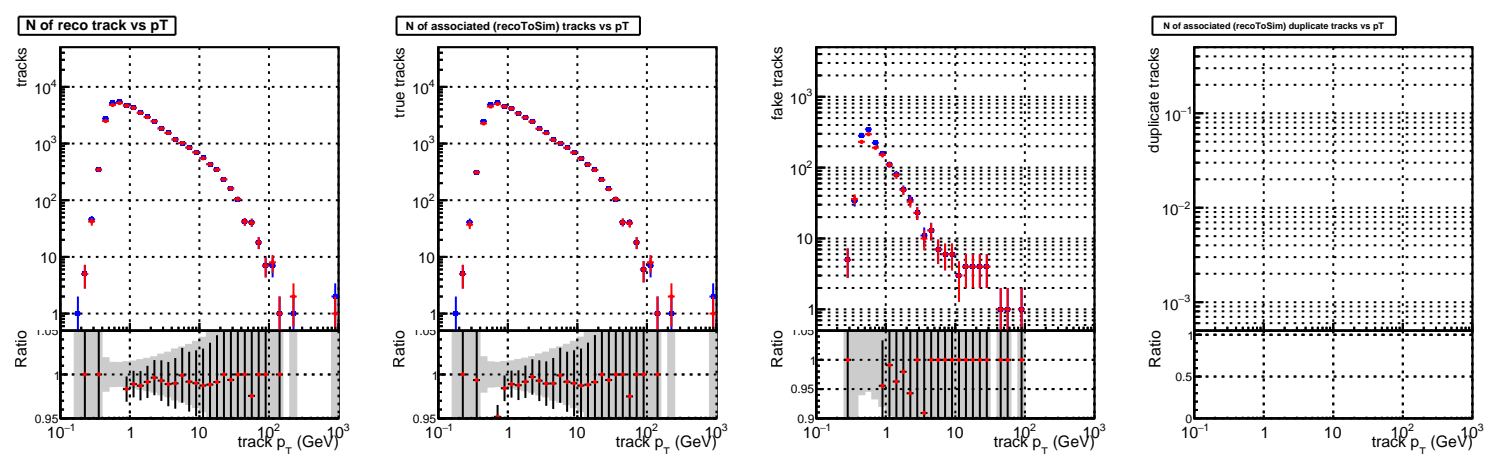 N of reco track vs pT
tracks
10^4
10^3
10^2
10
1
Ratio
1.05
1
0.95
10^-1 1 10 10^2 10^3
track p_T (GeV)
N of associated (recoToSim) tracks vs pT
true tracks
10^4
10^3
10^2
10
1
Ratio
1.05
1
0.95
10^-1 1 10 10^2 10^3
track p_T (GeV)
fake tracks
10^3
10^2
10
1
Ratio
1.05
1
0.95
0.9
10^-1 1 10 10^2 10^3
track p_T (GeV)
N of associated (recoToSim) duplicate tracks vs pT
duplicate tracks
10^-1
10^-2
10^-3
Ratio
1
0.5
0
10^-1 1 10 10^2 10^3
track p_T (GeV)